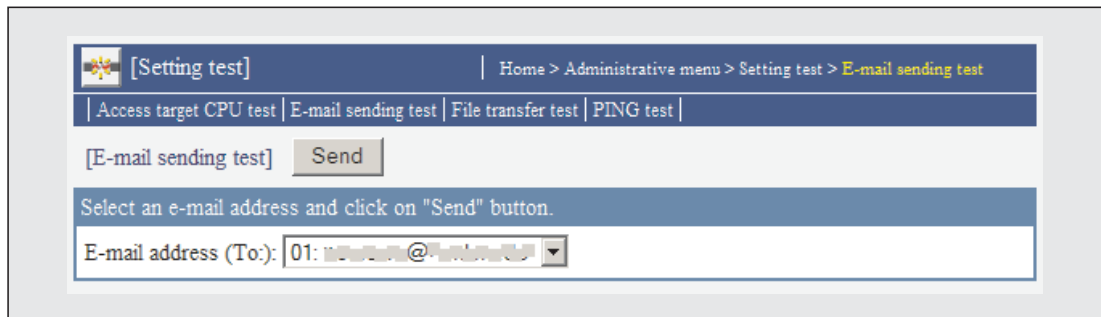 [Setting test] | Home > Administrative menu > Setting test > E-mail sending test
| Access target CPU test | E-mail sending test | File transfer test | PING test |
[E-mail sending test] Send
Select an e-mail address and click on "Send" button.
E-mail address (To:): 01: @